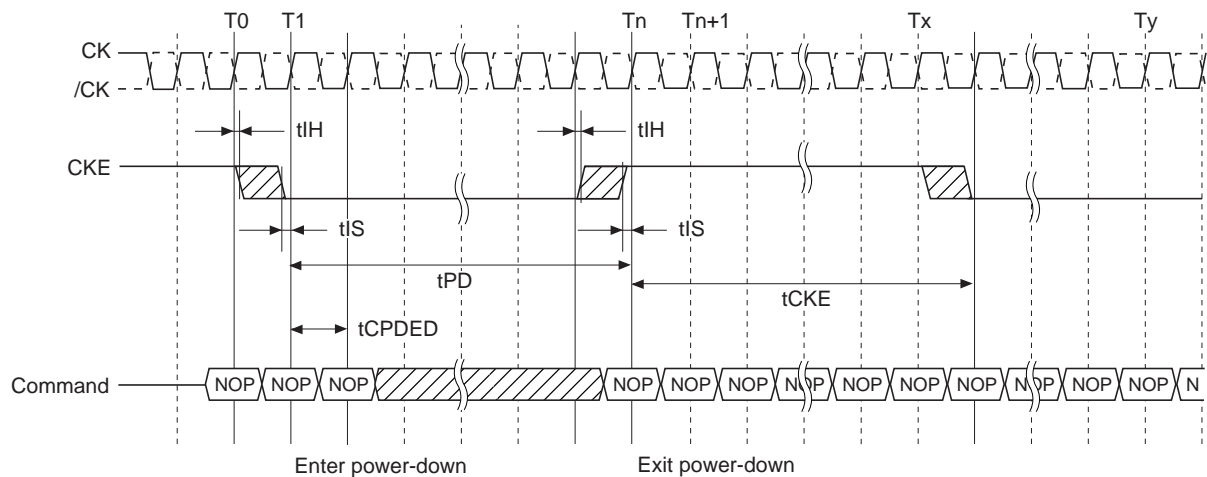 T0 T1 Tn Tn+1 Tx Ty
CK
/CK
tIH tIH
CKE
tIS tIS
tPD
tCKE
tCPDED
Command NOP NOP NOP NOP NOP NOP NOP NOP NOP NOP NOP NOP NOP N
Enter power-down Exit power-down